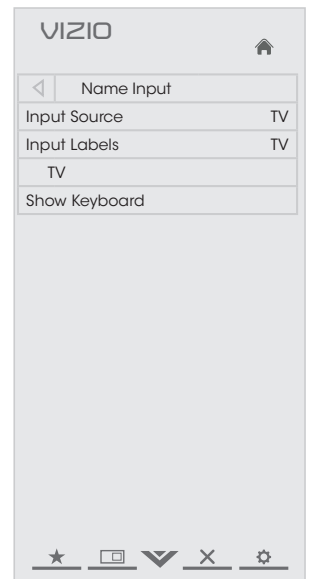 VIZIO
Name Input
Input Source TV
Input Labels TV
TV
Show Keyboard